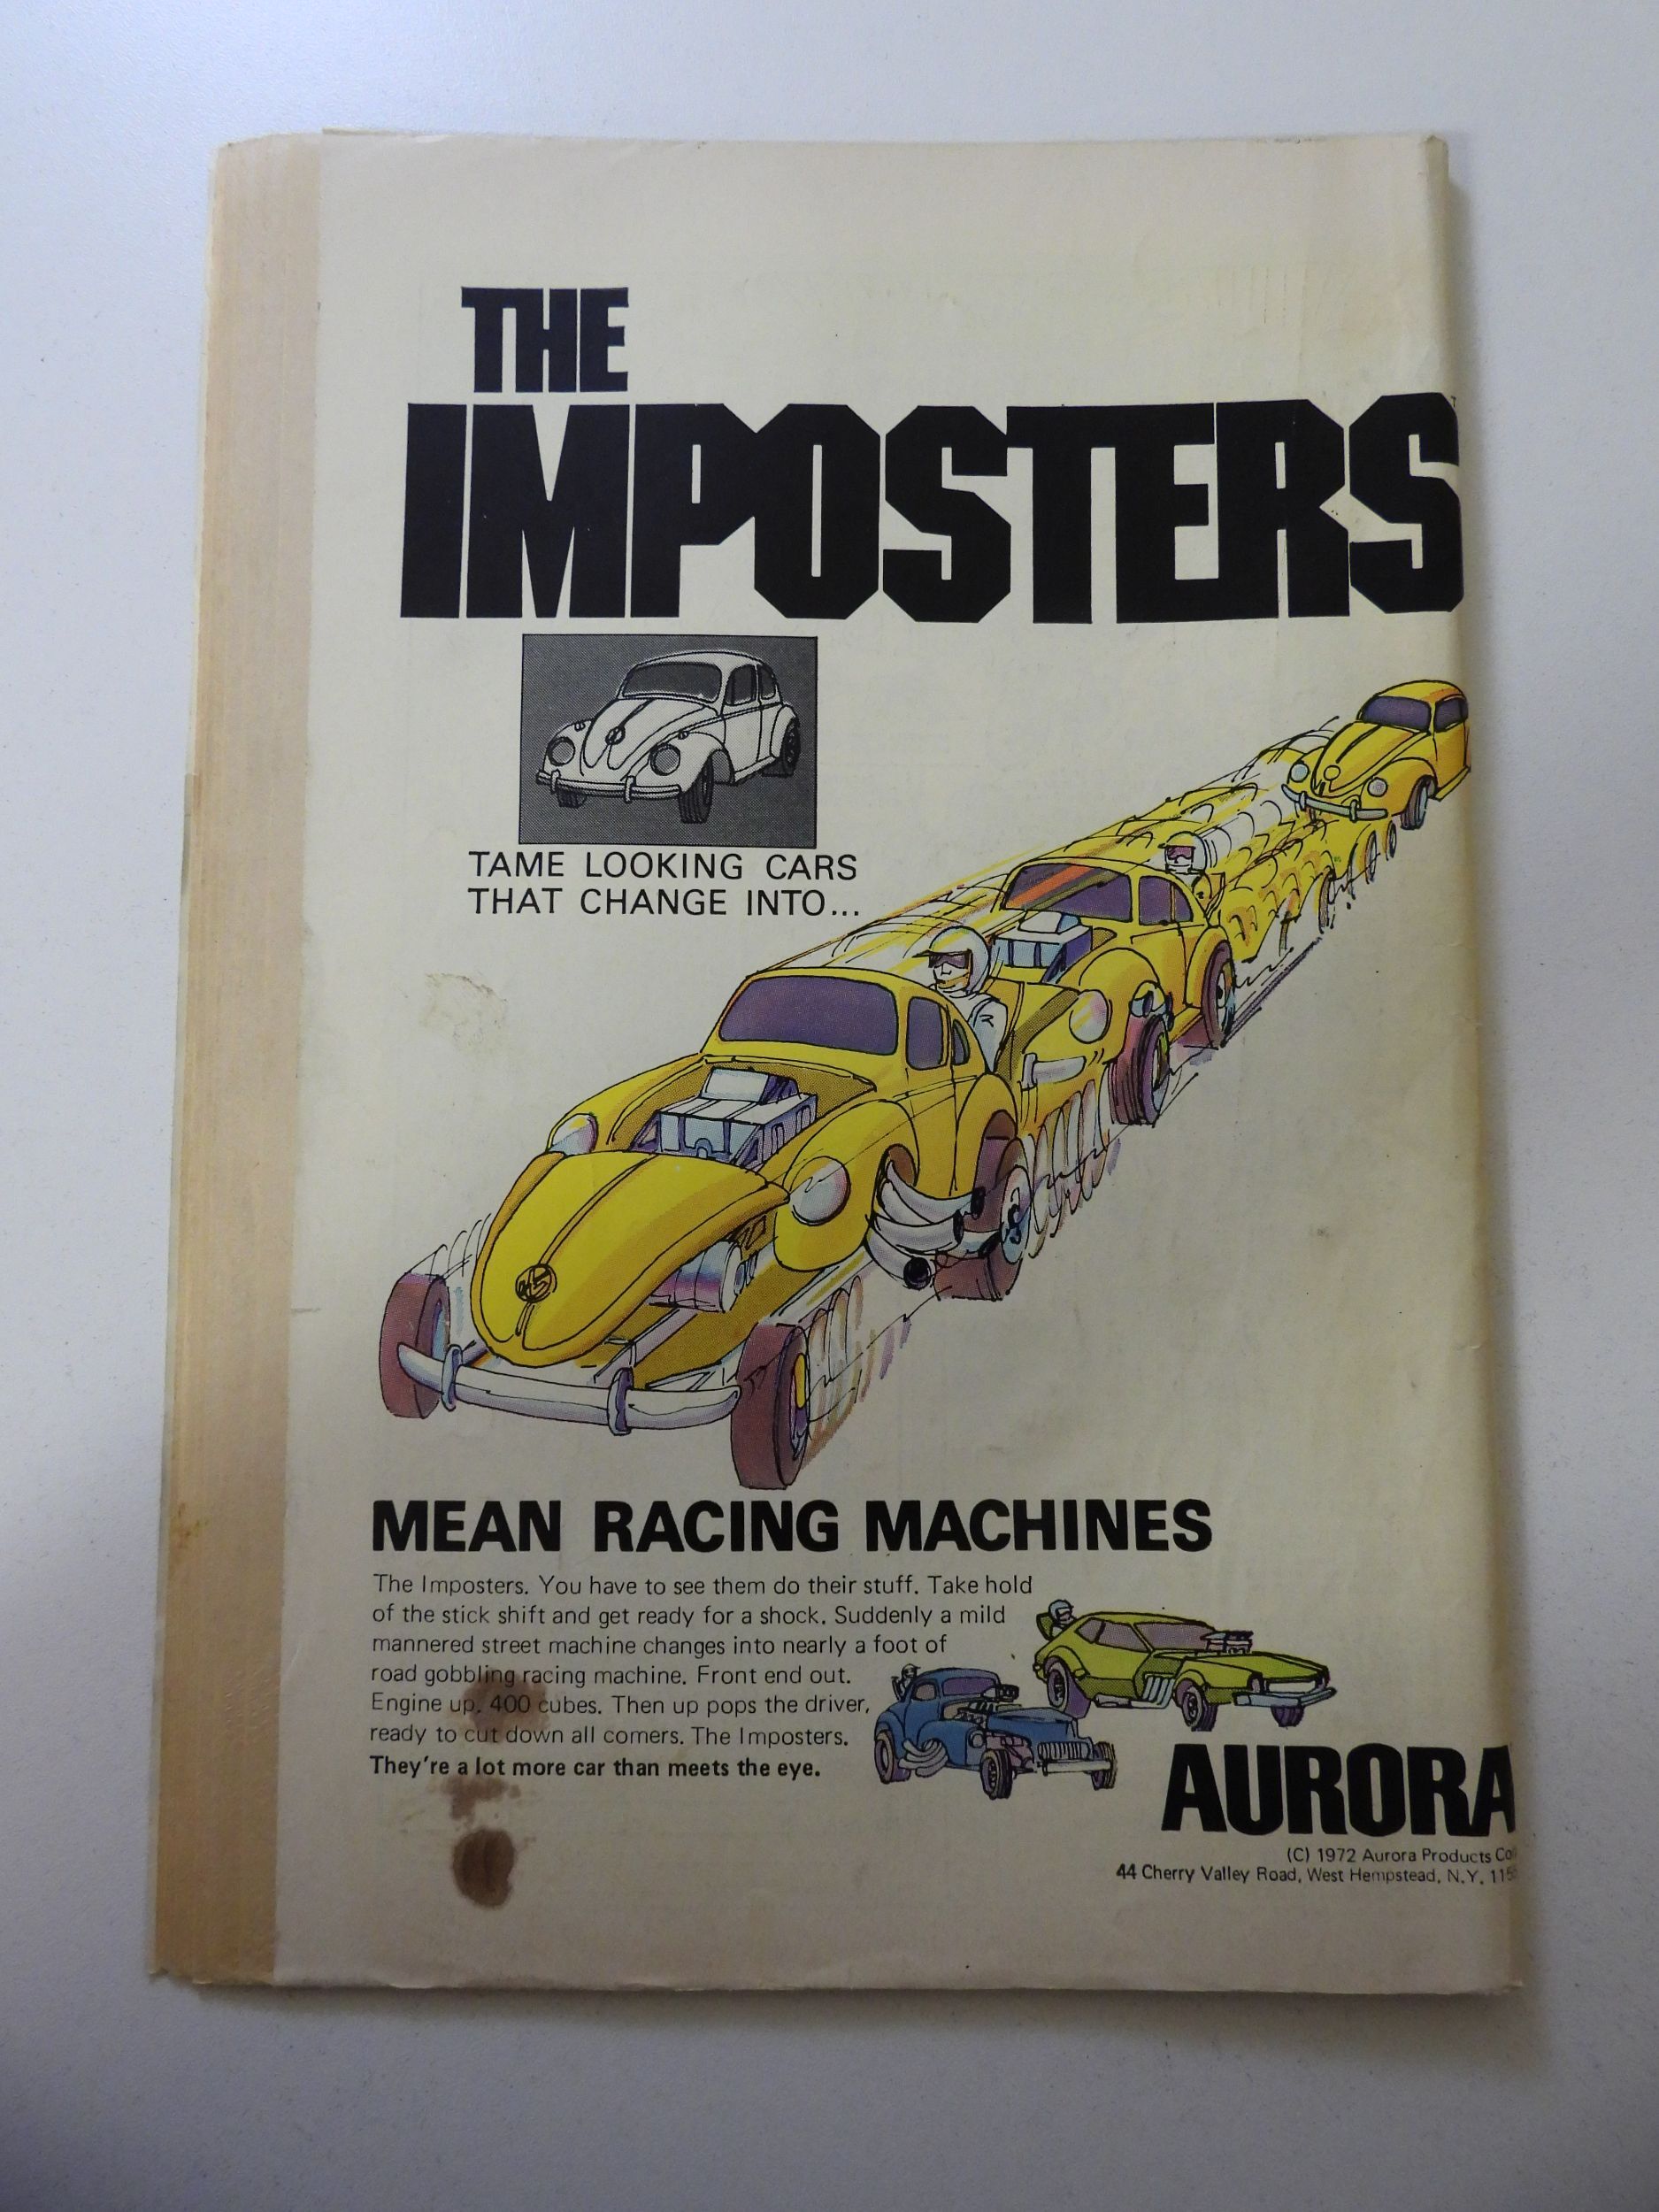 THE
IMPOSTERS
TAME LOOKING CARS
THAT CHANGE INTO...
MEAN RACING MACHINES
The Imposters. You have to see them do their stuff. Take hold
of the stick shift and get ready for a shock. Suddenly a mild
mannered street machine changes into nearly a foot of
road gobbling racing machine. Front end out.
Engine up. 400 cubes. Then up pops the driver,
ready to cut down all comers. The Imposters.
They're a lot more car than meets the eye.
AURORA
(C) 1972 Aurora Products
44 Cherry Valley Road, West Hempstead, N.Y.